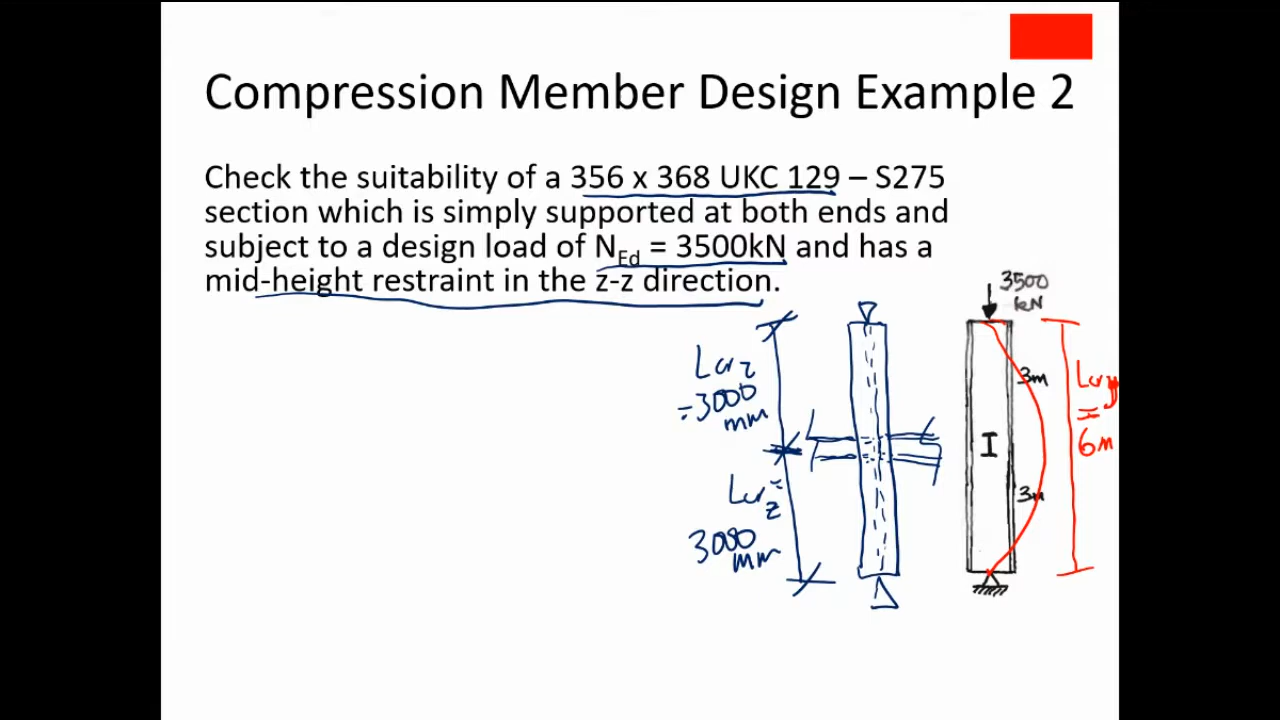 Compression Member Design Example 2
Check the suitability of a 356 x 368 UKC 129 – S275
section which is simply supported at both ends and
subject to a design load of NEd = 3500kN and has a
mid-height restraint in the z-z direction.
3500
kN
Lcr z
= 3000
mm
3m
Lcr y
=
6m
I
Lcr =
z
3000
mm
3m